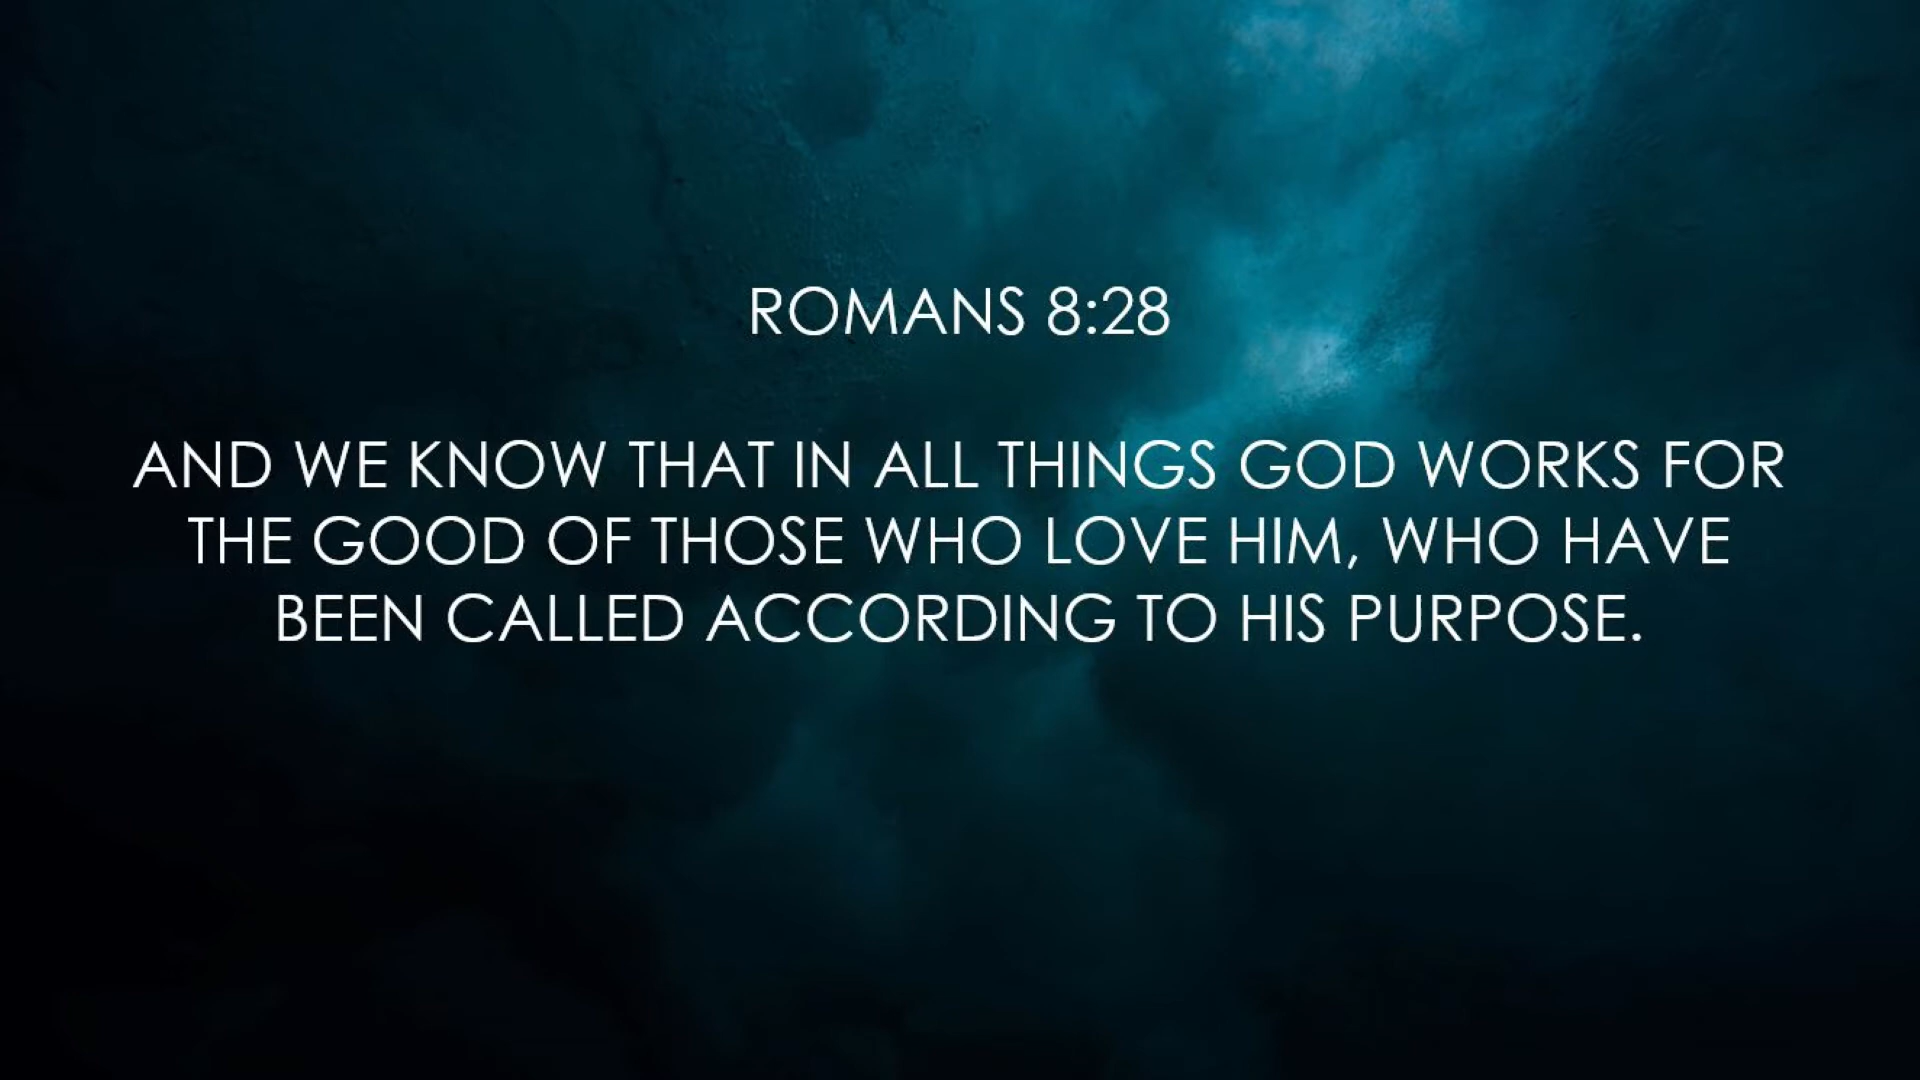 ROMANS 8:28
AND WE KNOW THAT IN ALL THINGS GOD WORKS FOR
THE GOOD OF THOSE WHO LOVE HIM, WHO HAVE
BEEN CALLED ACCORDING TO HIS PURPOSE.